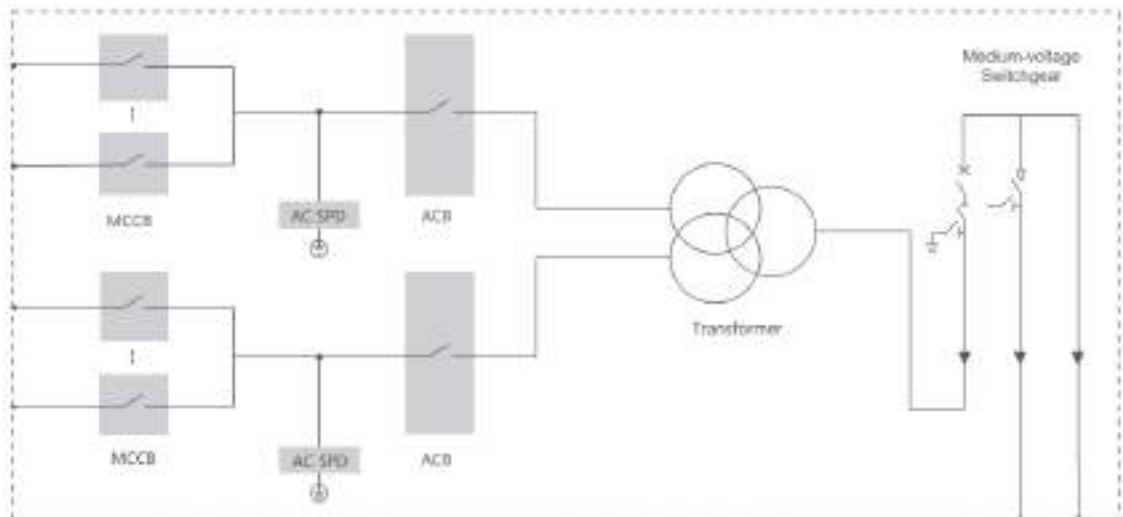 Medium-voltage
Switchgear
MCCB
AC SPD
ACB
Transformer
MCCB
AC SPD
ACB